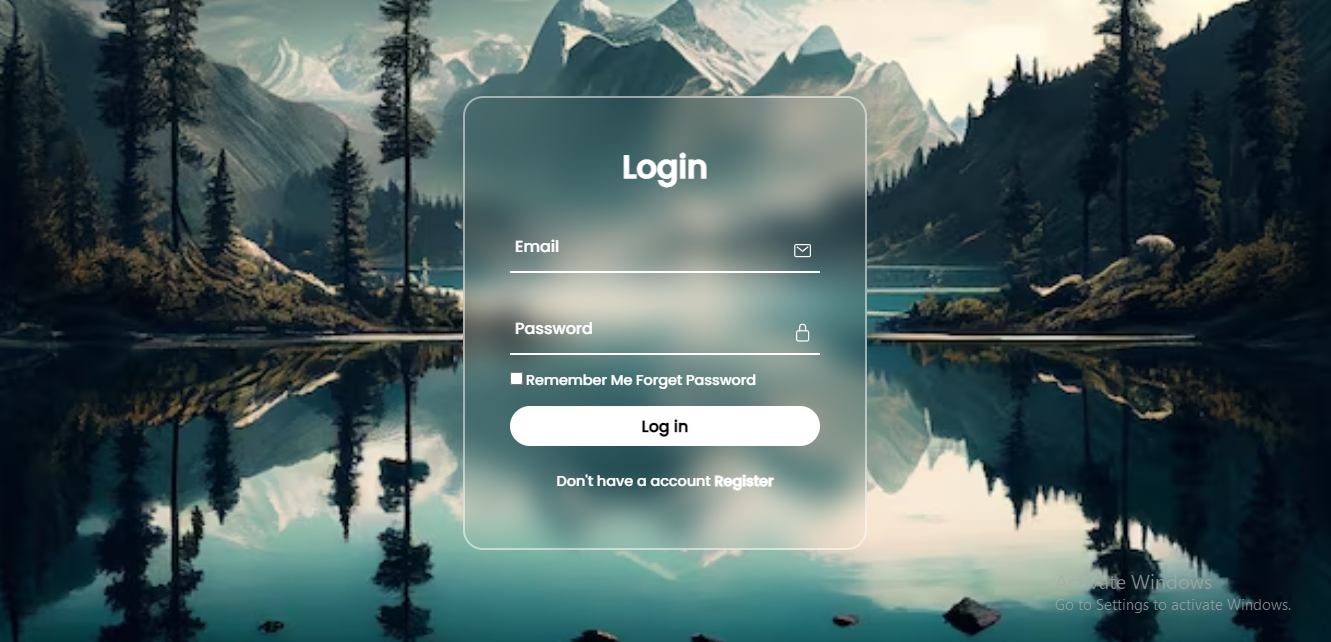 Login
Email
Password
Remember Me Forget Password
Log in
Don't have a account Register
Activate Windows
Go to Settings to activate Windows.